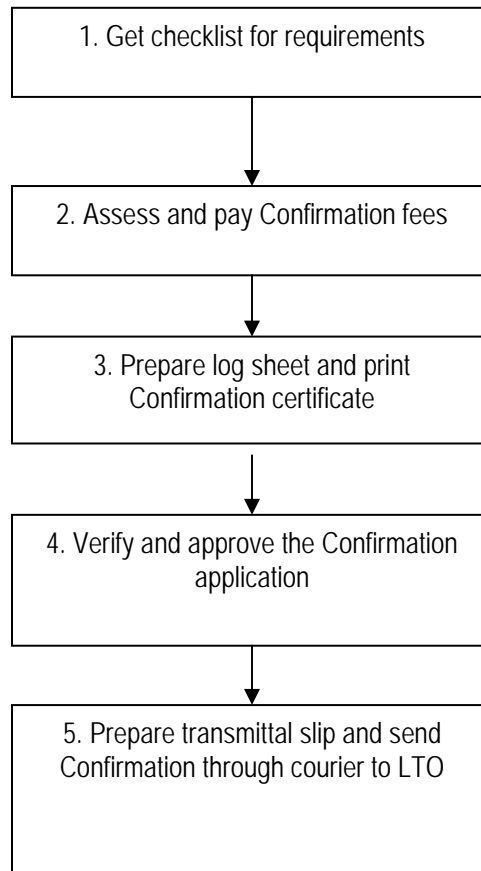 1. Get checklist for requirements
2. Assess and pay Confirmation fees
3. Prepare log sheet and print
Confirmation certificate
4. Verify and approve the Confirmation
application
5. Prepare transmittal slip and send
Confirmation through courier to LTO